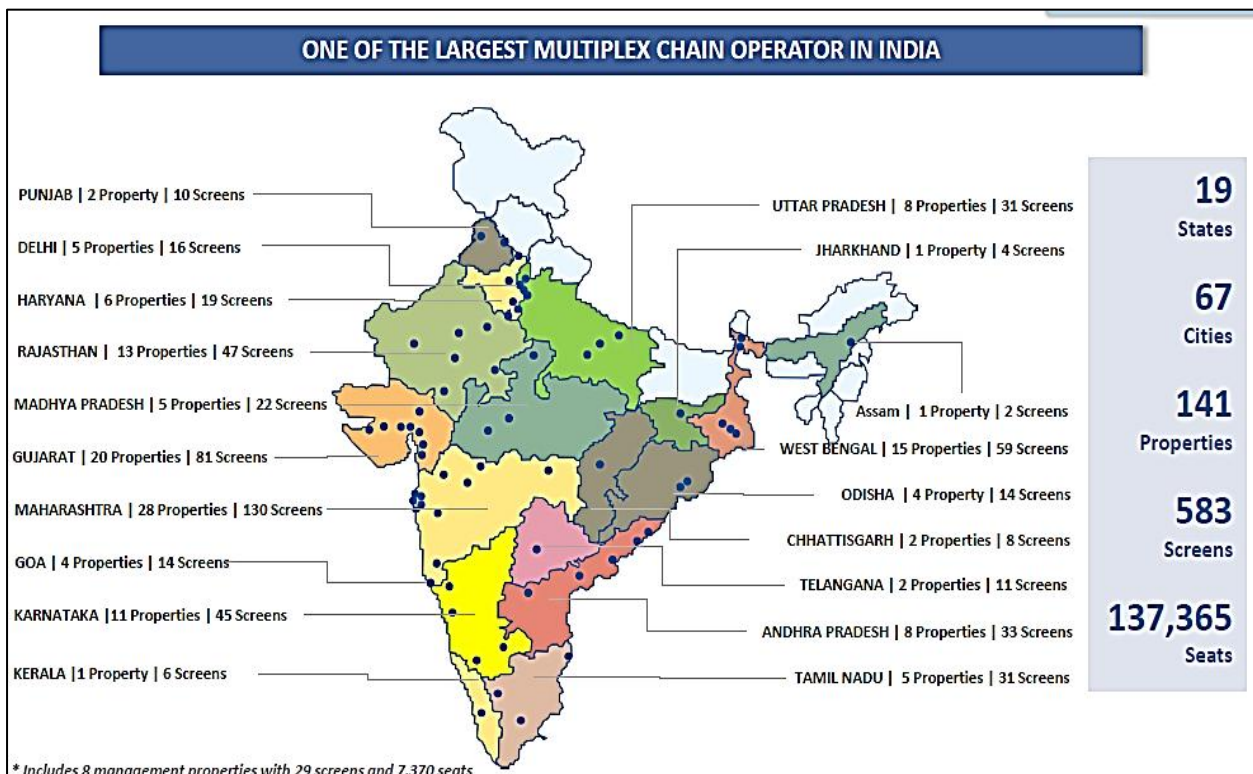 ONE OF THE LARGEST MULTIPLEX CHAIN OPERATOR IN INDIA
PUNJAB | 2 Property | 10 Screens
DELHI | 5 Properties | 16 Screens
HARYANA | 6 Properties | 19 Screens
RAJASTHAN | 13 Properties | 47 Screens
MADHYA PRADESH | 5 Properties | 22 Screens
GUJARAT | 20 Properties | 81 Screens
MAHARASHTRA | 28 Properties | 130 Screens
GOA | 4 Properties | 14 Screens
KARNATAKA |11 Properties | 45 Screens
KERALA |1 Property | 6 Screens
UTTAR PRADESH | 8 Properties | 31 Screens
JHARKHAND | 1 Property | 4 Screens
Assam | 1 Property | 2 Screens
WEST BENGAL | 15 Properties | 59 Screens
ODISHA | 4 Property | 14 Screens
CHHATTISGARH | 2 Properties | 8 Screens
TELANGANA | 2 Properties | 11 Screens
ANDHRA PRADESH | 8 Properties | 33 Screens
TAMIL NADU | 5 Properties | 31 Screens
19
States
67
Cities
141
Properties
583
Screens
137,365
Seats
* Includes 8 management properties with 29 screens and 7,370 seats